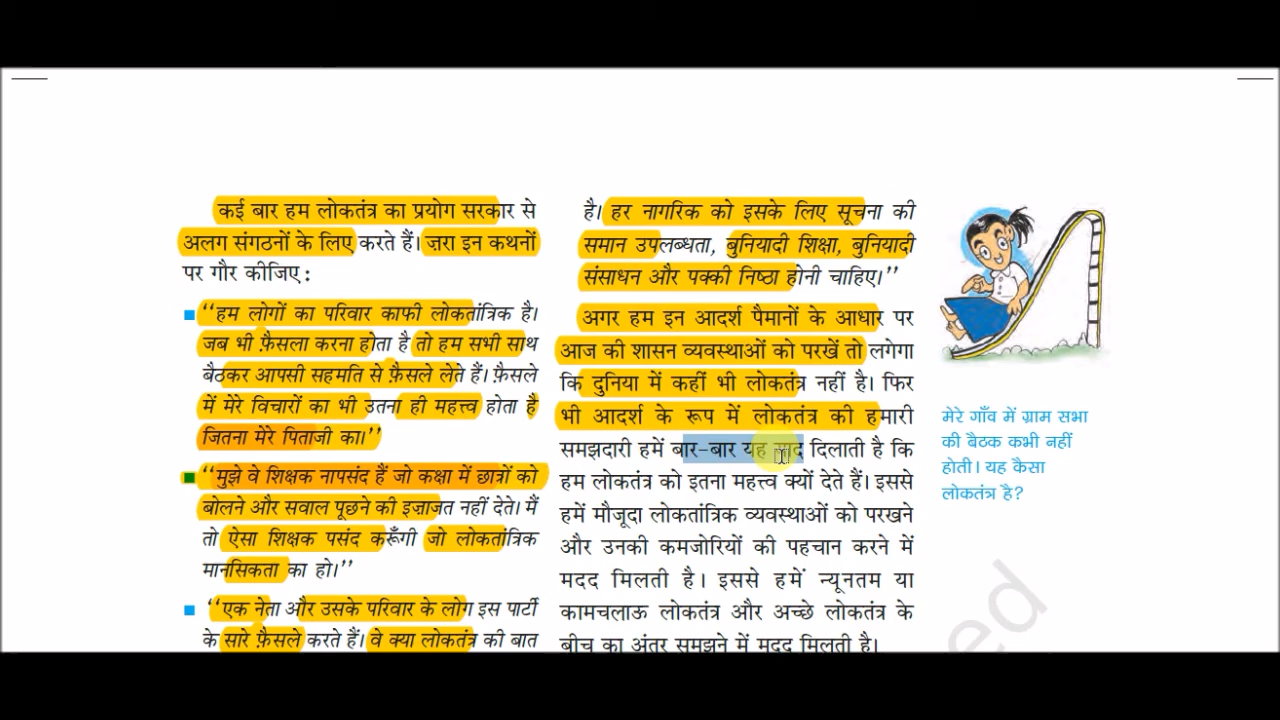 कई बार हम लोकतंत्र का प्रयोग सरकार से
अलग संगठनों के लिए करते हैं। ज़रा इन कथनों
पर गौर कीजिए :
‘‘हम लोगों का परिवार काफी लोकतांत्रिक है।
जब भी फ़ैसला करना होता है तो हम सभी साथ
बैठकर आपसी सहमति से फ़ैसले लेते हैं। फ़ैसले
में मेरे विचारों का भी उतना ही महत्त्व होता है
जितना मेरे पिताजी का।’’
‘‘मुझे वे शिक्षक नापसंद हैं जो कक्षा में छात्रों को
बोलने और सवाल पूछने की इज़ाजत नहीं देते। मैं
तो ऐसा शिक्षक पसंद करूँगी जो लोकतांत्रिक
मानसिकता का हो।’’
‘‘एक नेता और उसके परिवार के लोग इस पार्टी
के सारे फ़ैसले करते हैं। वे क्या लोकतंत्र की बात
है। हर नागरिक को इसके लिए सूचना की
समान उपलब्धता, बुनियादी शिक्षा, बुनियादी
संसाधन और पक्की निष्ठा होनी चाहिए।’’
अगर हम इन आदर्श पैमानों के आधार पर
आज की शासन व्यवस्थाओं को परखें तो लगेगा
कि दुनिया में कहीं भी लोकतंत्र नहीं है। फिर
भी आदर्श के रूप में लोकतंत्र की हमारी
समझदारी हमें बार-बार यह याद दिलाती है कि
हम लोकतंत्र को इतना महत्त्व क्यों देते हैं। इससे
हमें मौजूदा लोकतांत्रिक व्यवस्थाओं को परखने
और उनकी कमजोरियों की पहचान करने में
मदद मिलती है। इससे हमें न्यूनतम या
कामचलाऊ लोकतंत्र और अच्छे लोकतंत्र के
बीच का अंतर समझने में मदद मिलती है।
मेरे गाँव में ग्राम सभा
की बैठक कभी नहीं
होती। यह कैसा
लोकतंत्र है?
ed